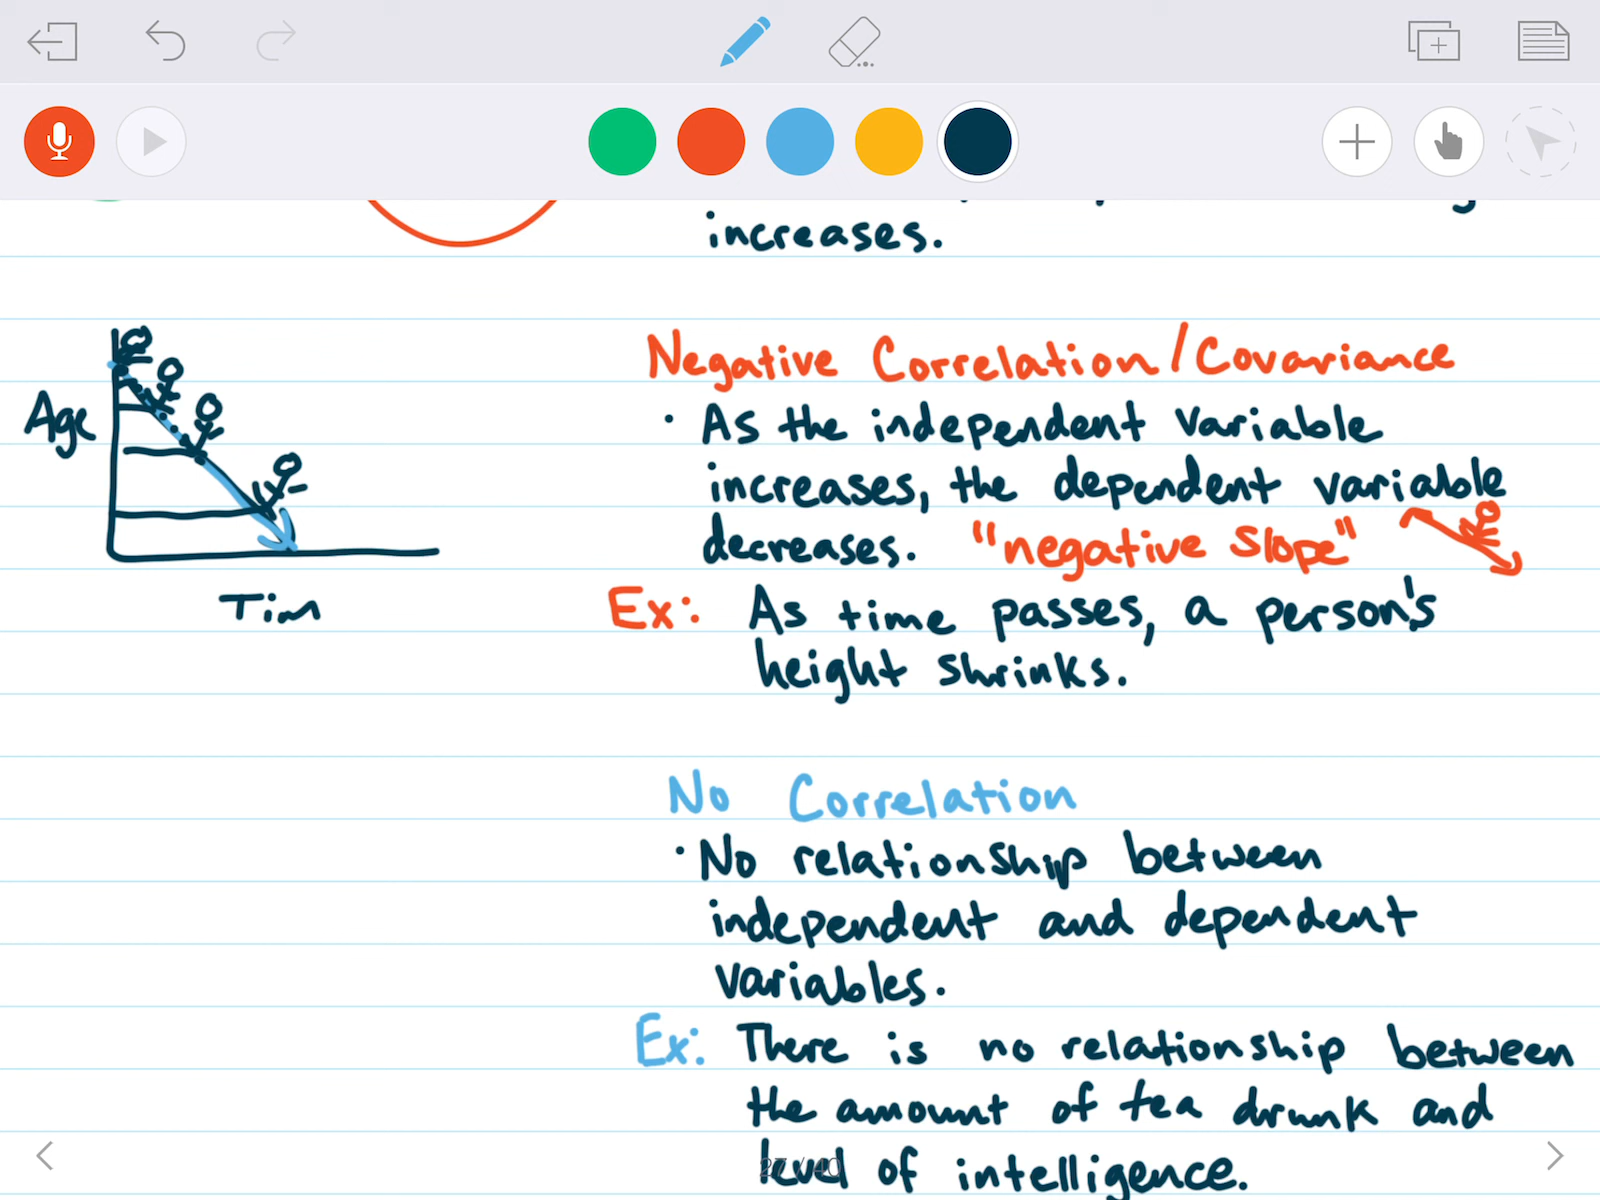 increases.
Negative Correlation/Covariance
Age
· As the independent variable
increases, the dependent variable
decreases. "negative slope"
Tim
Ex: As time passes, a person's
height shrinks.
No Correlation
· No relationship between
independent and dependent
variables.
Ex: There is no relationship between
the amount of tea drunk and
level of intelligence.
27 / 40